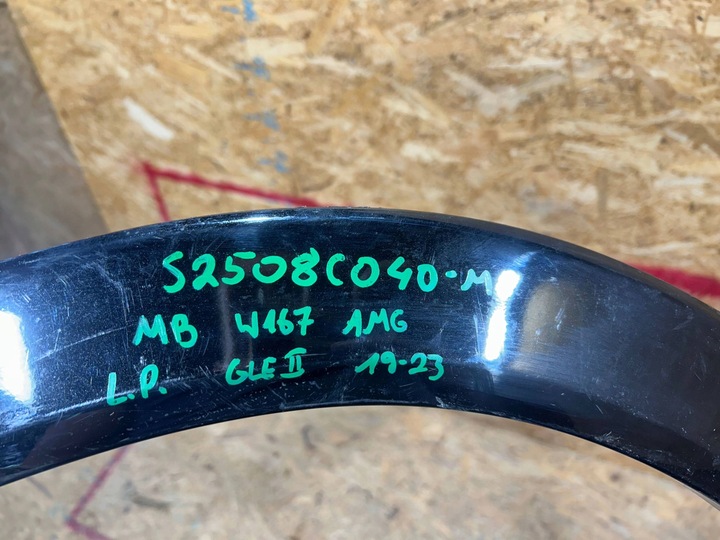 S2508C040-M
MB W167 AMG
L.P. GLE II 19-23